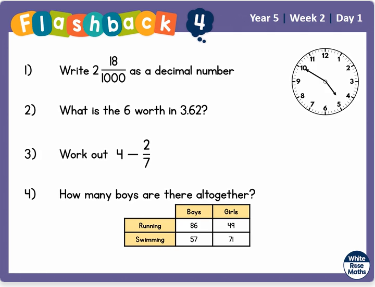 Flashback 4
Year 5 | Week 2 | Day 1
1) Write 2 18/1000 as a decimal number
2) What is the 6 worth in 3.62?
3) Work out 4 − 2/7
4) How many boys are there altogether?
Boys Girls
Running 86 49
Swimming 57 71
12
11 1
10 2
9 3
8 4
7 5
6
White
Rose
Maths